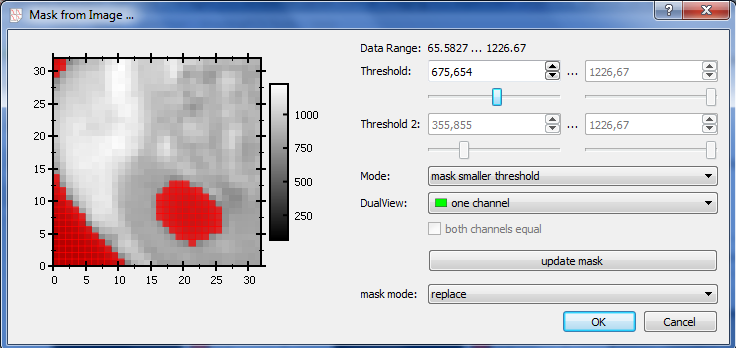 Mask from Image ...
? X
Data Range: 65.5827 ... 1226.67
Threshold: 675,654 ... 1226,67
Threshold 2: 355,855 ... 1226,67
Mode: mask smaller threshold
DualView: one channel
both channels equal
update mask
mask mode: replace
OK Cancel
30
25
20
15
10
5
0
0 5 10 15 20 25 30
1000
750
500
250